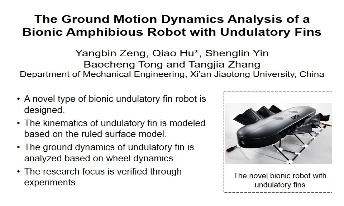 The Ground Motion Dynamics Analysis of a
Bionic Amphibious Robot with Undulatory Fins
Yangbin Zeng, Qiao Hu*, Shenglin Yin
Baocheng Tong and Tangjia Zhang
Department of Mechanical Engineering, Xi'an Jiaotong University, China
• A novel type of bionic undulatory fin robot is
designed.
• The kinematics of undulatory fin is modeled
based on the ruled surface model.
• The ground dynamics of undulatory fin is
analyzed based on wheel dynamics
• The research focus is verified through
experiments
The novel bionic robot with
undulatory fins